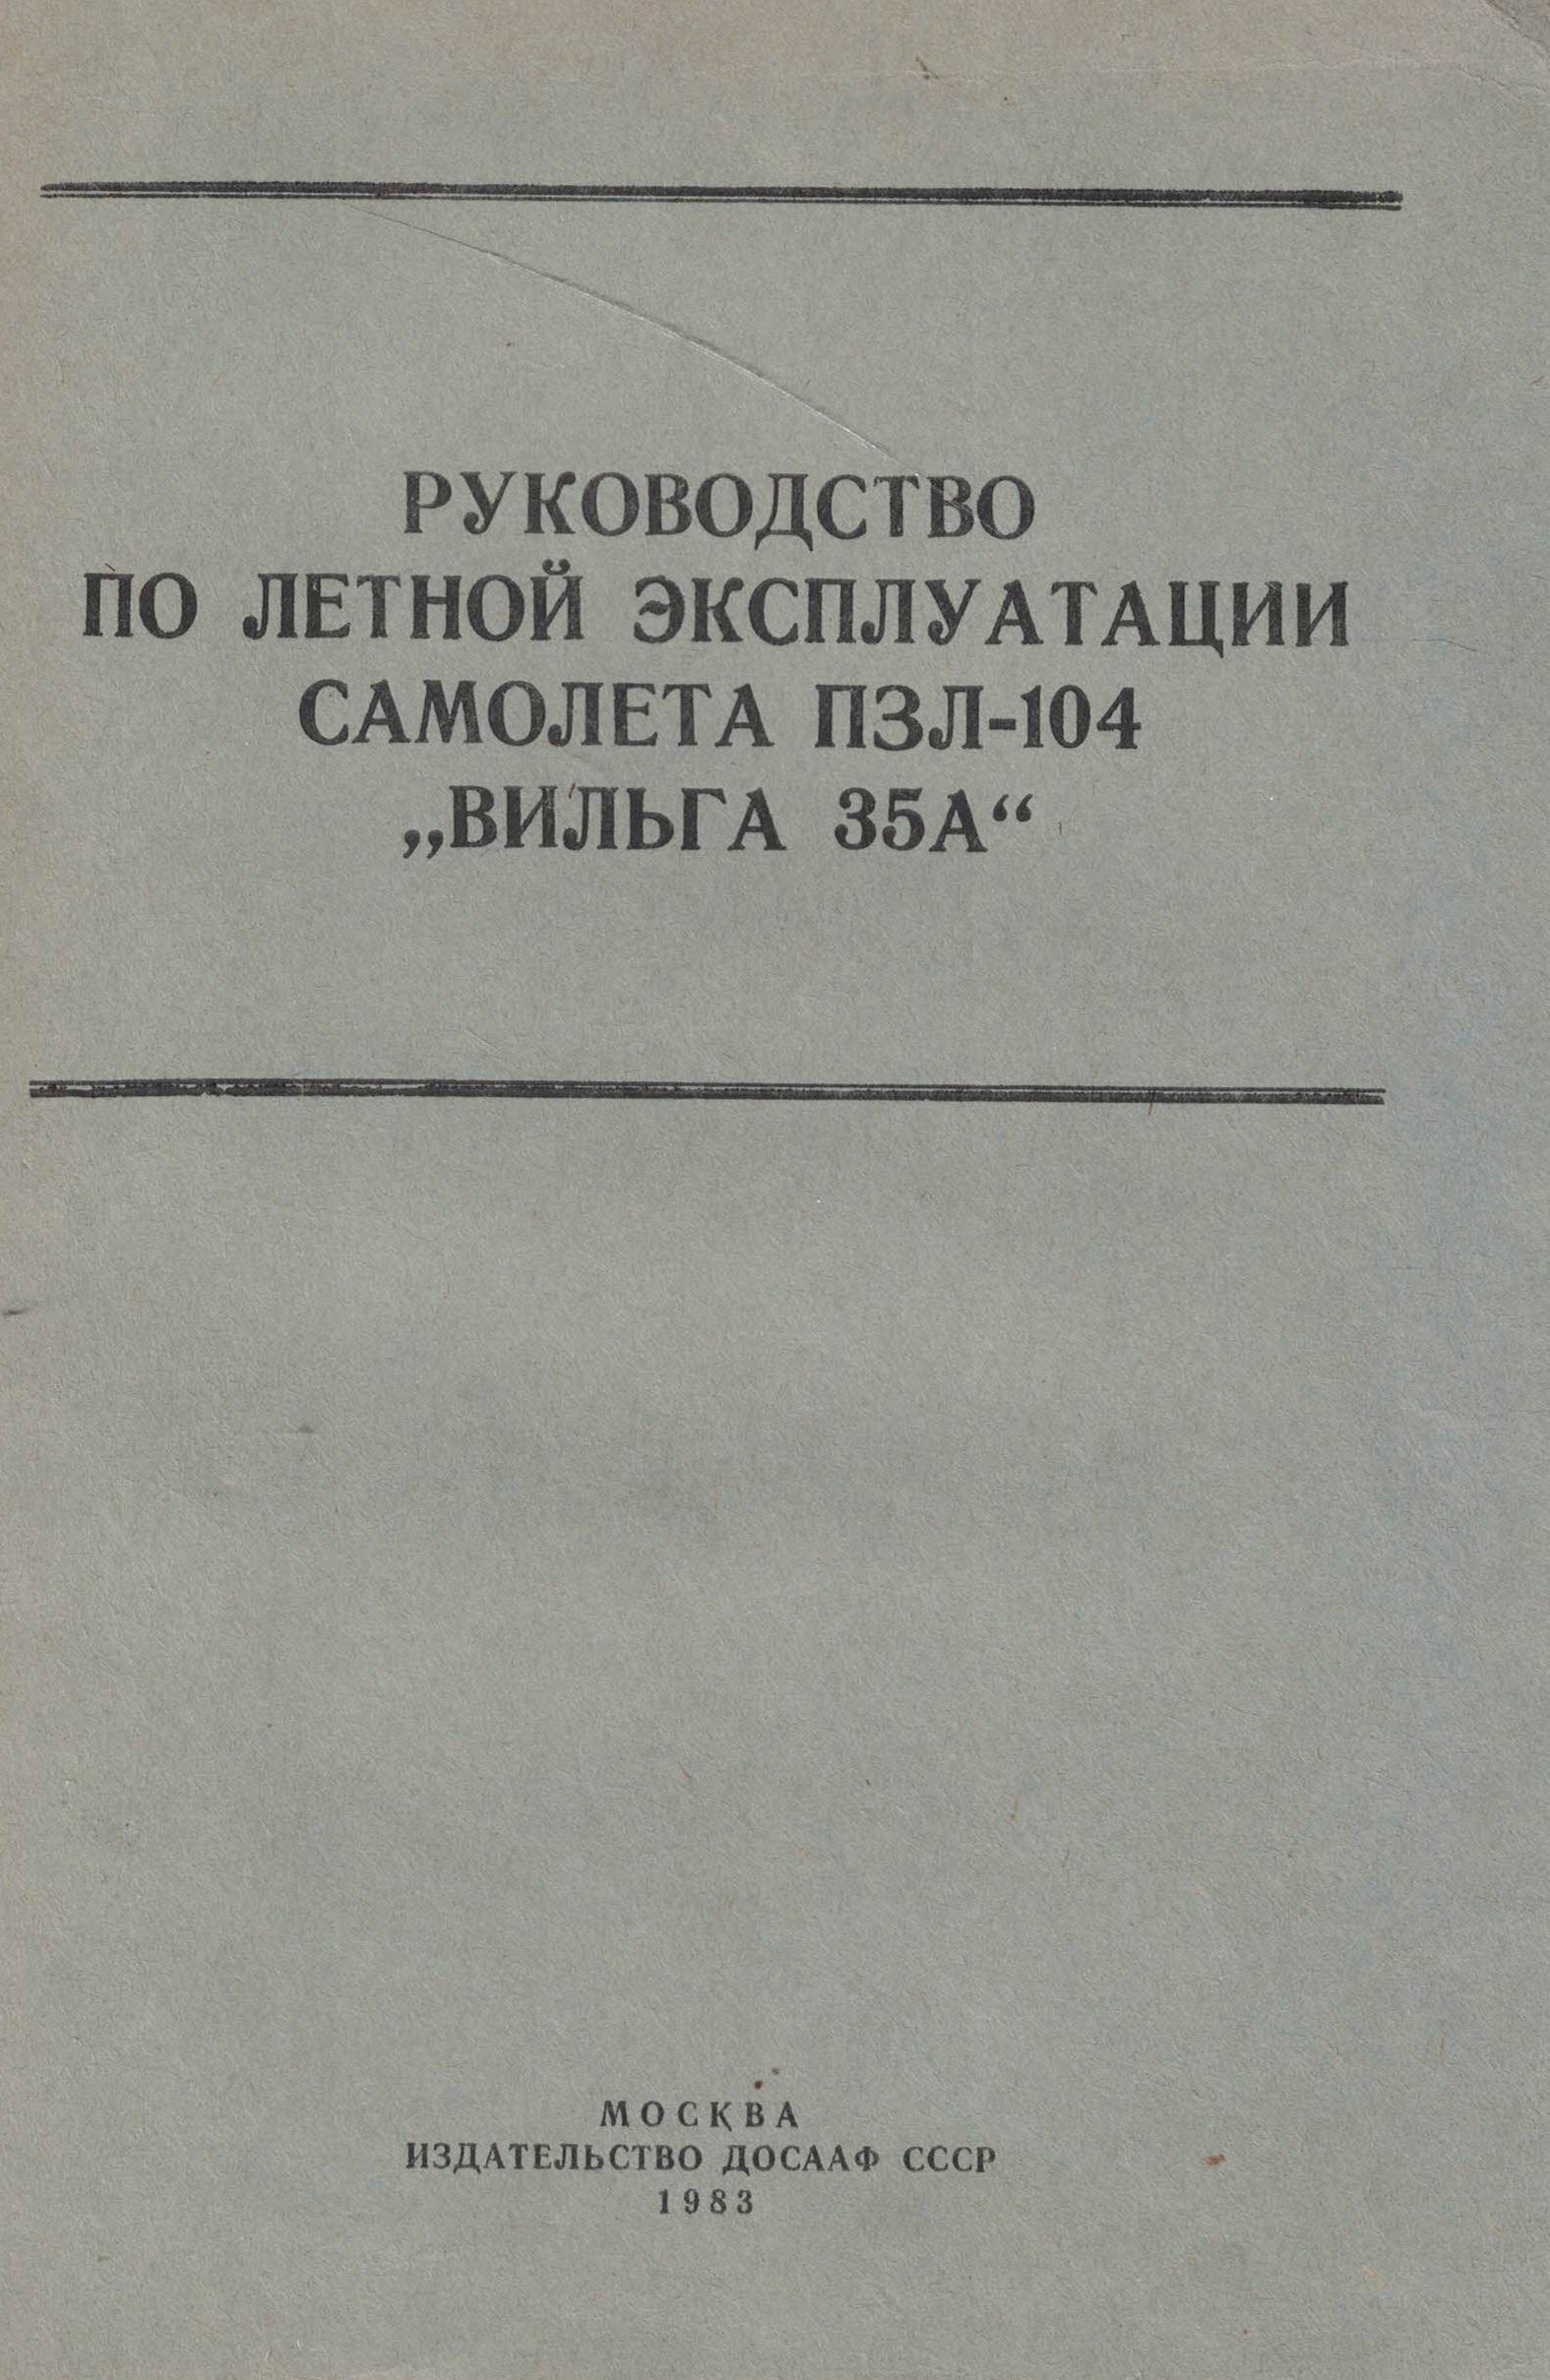 РУКОВОДСТВО
ПО ЛЕТНОЙ ЭКСПЛУАТАЦИИ
САМОЛЕТА ПЗЛ-104
„ВИЛЬГА 35А“
МОСКВА
ИЗДАТЕЛЬСТВО ДОСААФ СССР
1983